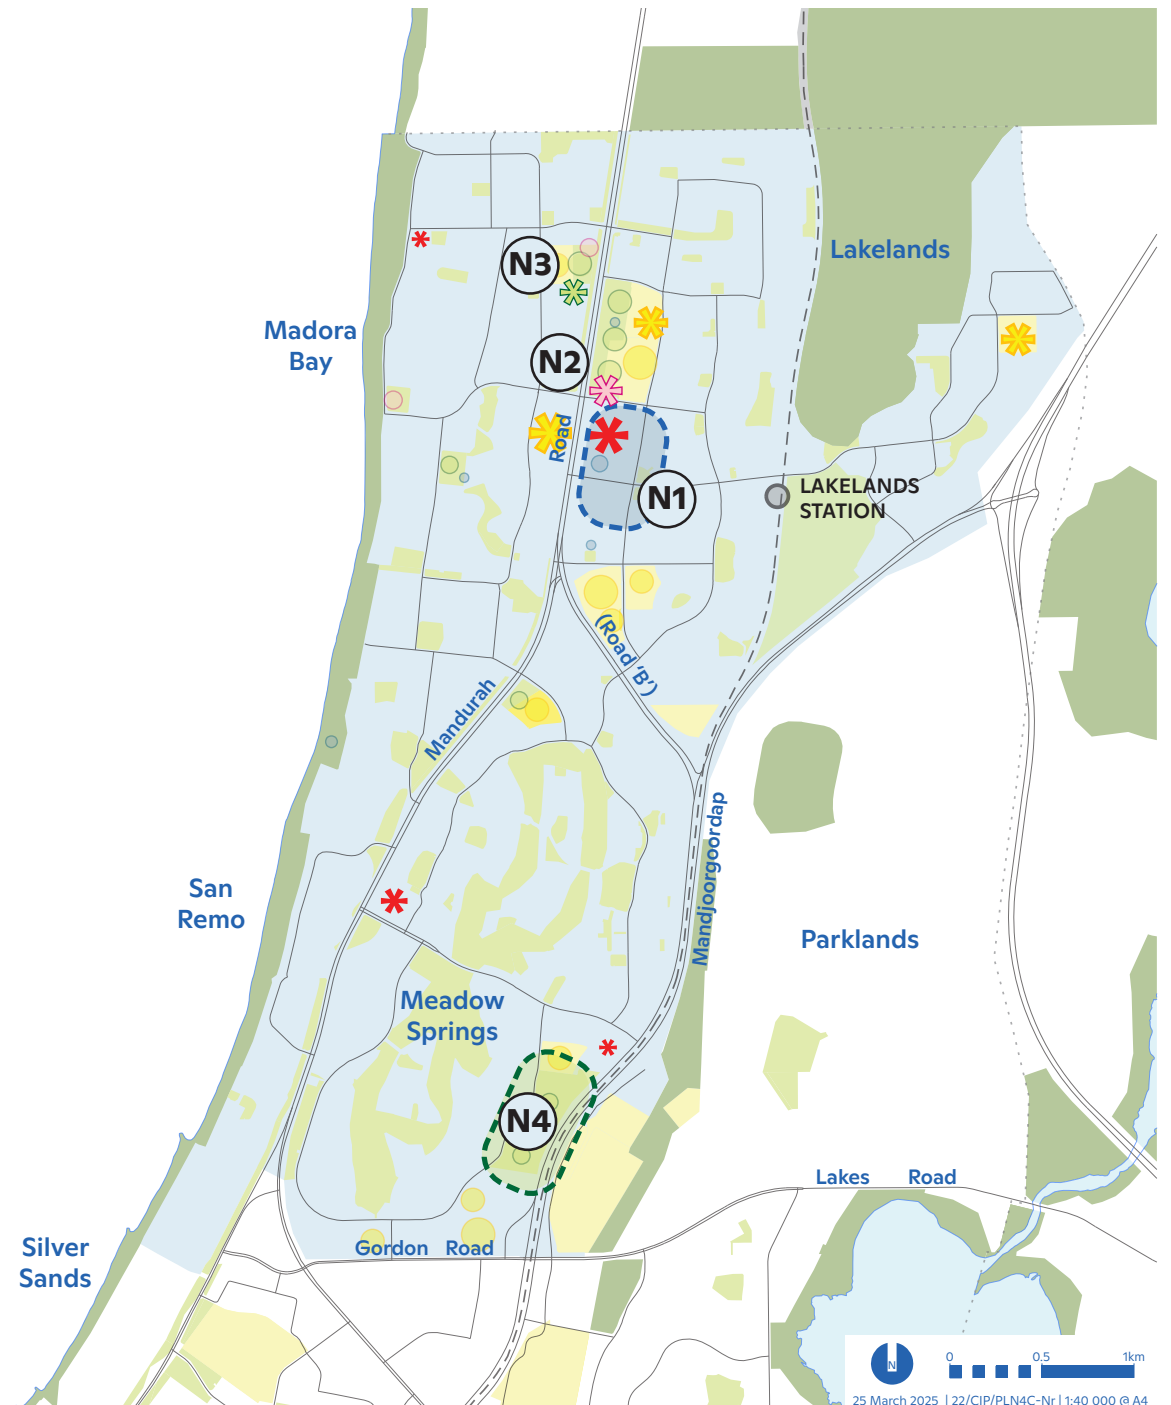 Lakelands
N3
Madora
Bay
N2
Road
N1
LAKELANDS
STATION
(Road 'B')
Mandurah
Mandjoorgoordap
San
Remo
Parklands
Meadow
Springs
N4
Lakes Road
Silver
Sands
Gordon Road
N
0 0.5 1km
25 March 2025 | 22/CIP/PLN4C-Nr | 1:40 000 @ A4